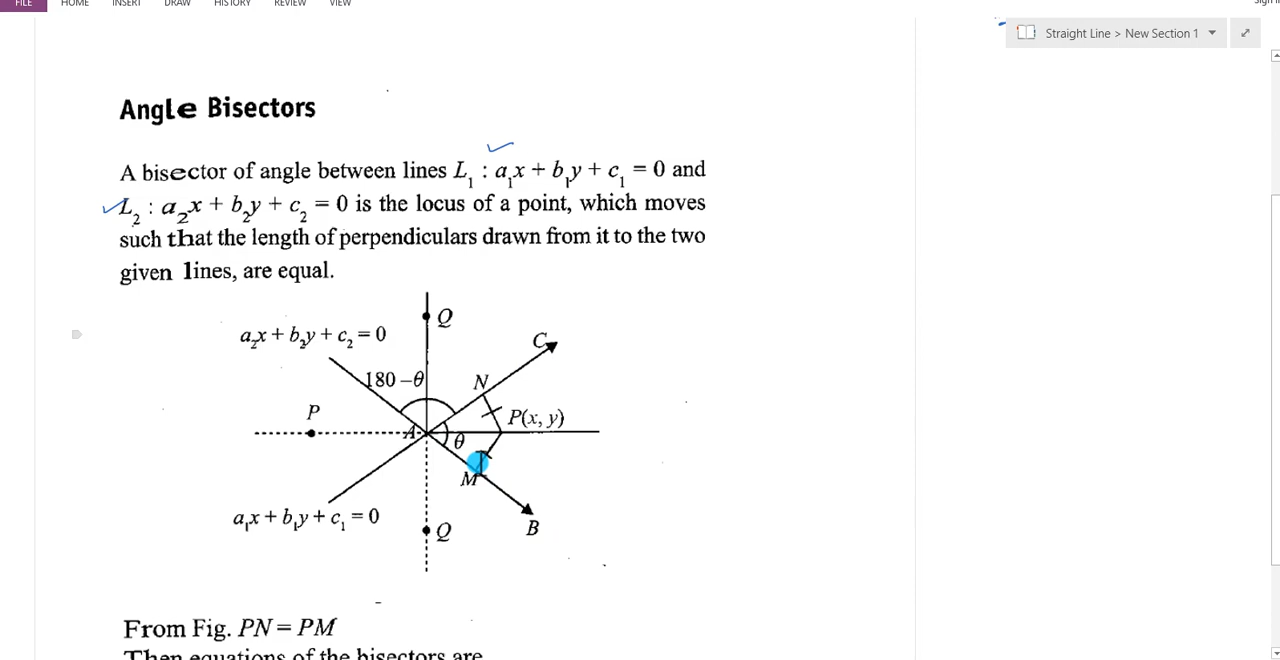 FILE HOME INSERT DRAW HISTORY REVIEW VIEW
Straight Line > New Section 1
Angle Bisectors
A bisector of angle between lines L₁ : a₁x + b₁y + c₁ = 0 and
L₂ : a₂x + b₂y + c₂ = 0 is the locus of a point, which moves
such that the length of perpendiculars drawn from it to the two
given lines, are equal.
Q
a₂x + b₂y + c₂ = 0
C
180 – θ
N
P
P(x, y)
A
θ
M
a₁x + b₁y + c₁ = 0
B
Q
From Fig. PN = PM
Then equations of the bisectors are